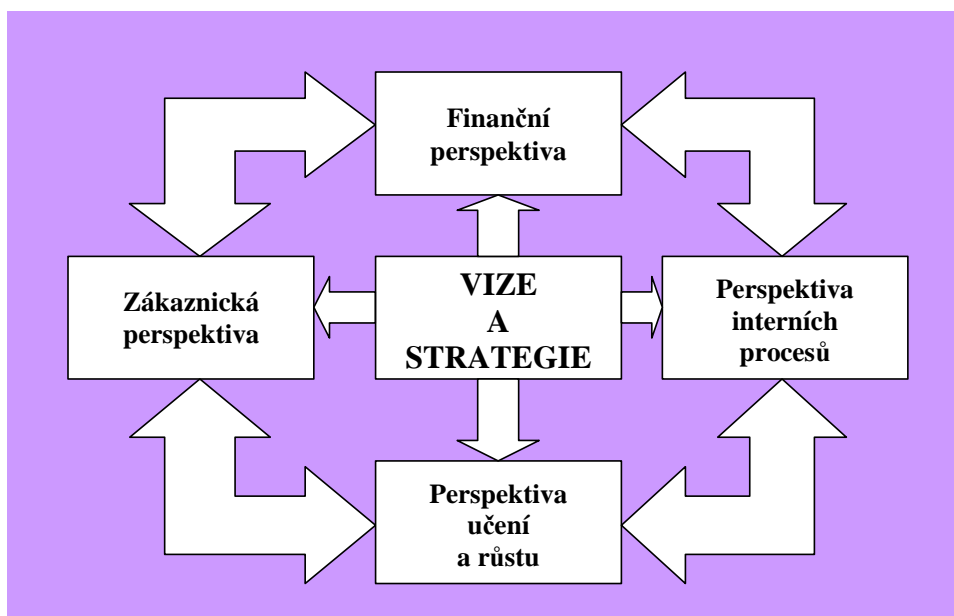 Finanční
perspektiva
Zákaznická
perspektiva
VIZE
A
STRATEGIE
Perspektiva
interních
procesů
Perspektiva
učení
a růstu